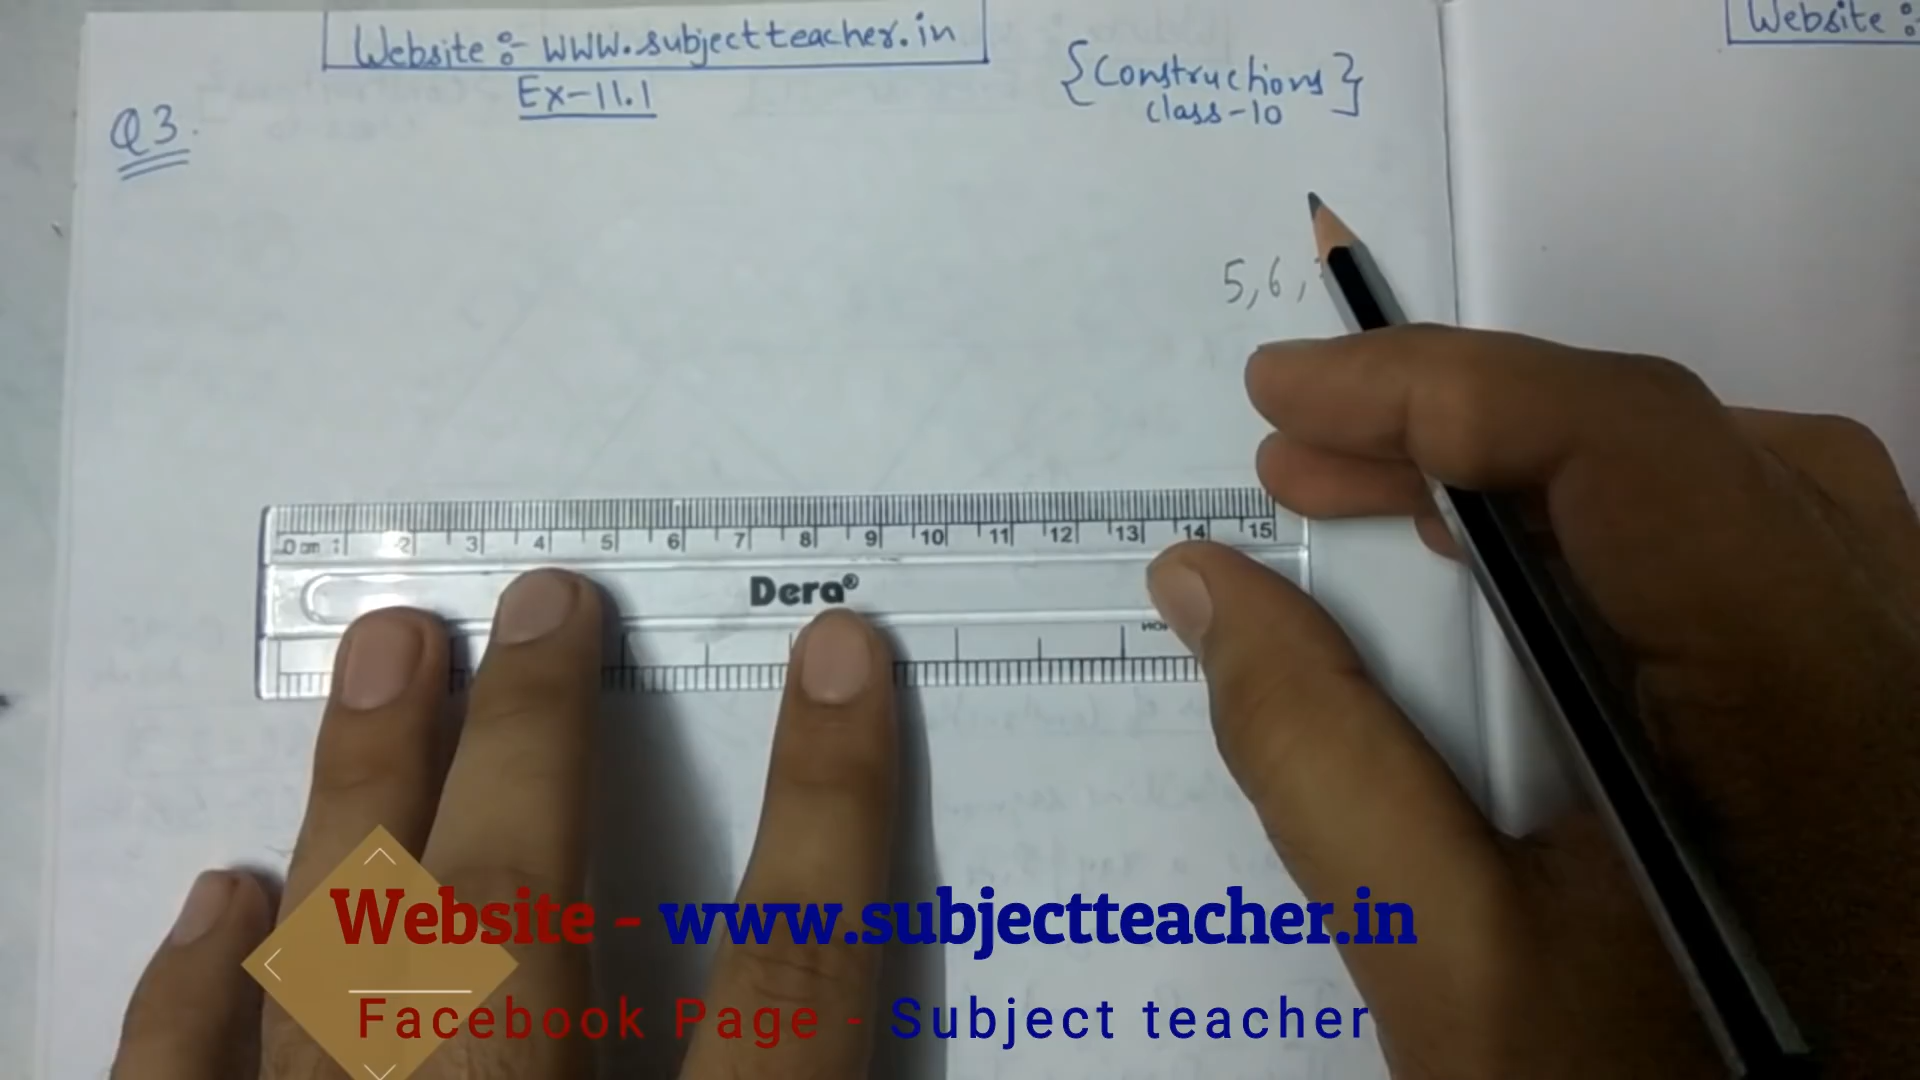 Website :- www.subjectteacher.in
Website :
Ex-11.1
{Constructions}
class-10
Q3.
5,6,
0 cm 1 2 3 4 5 6 7 8 9 10 11 12 13 14 15
Dera®
Website - www.subjectteacher.in
Facebook Page - Subject teacher